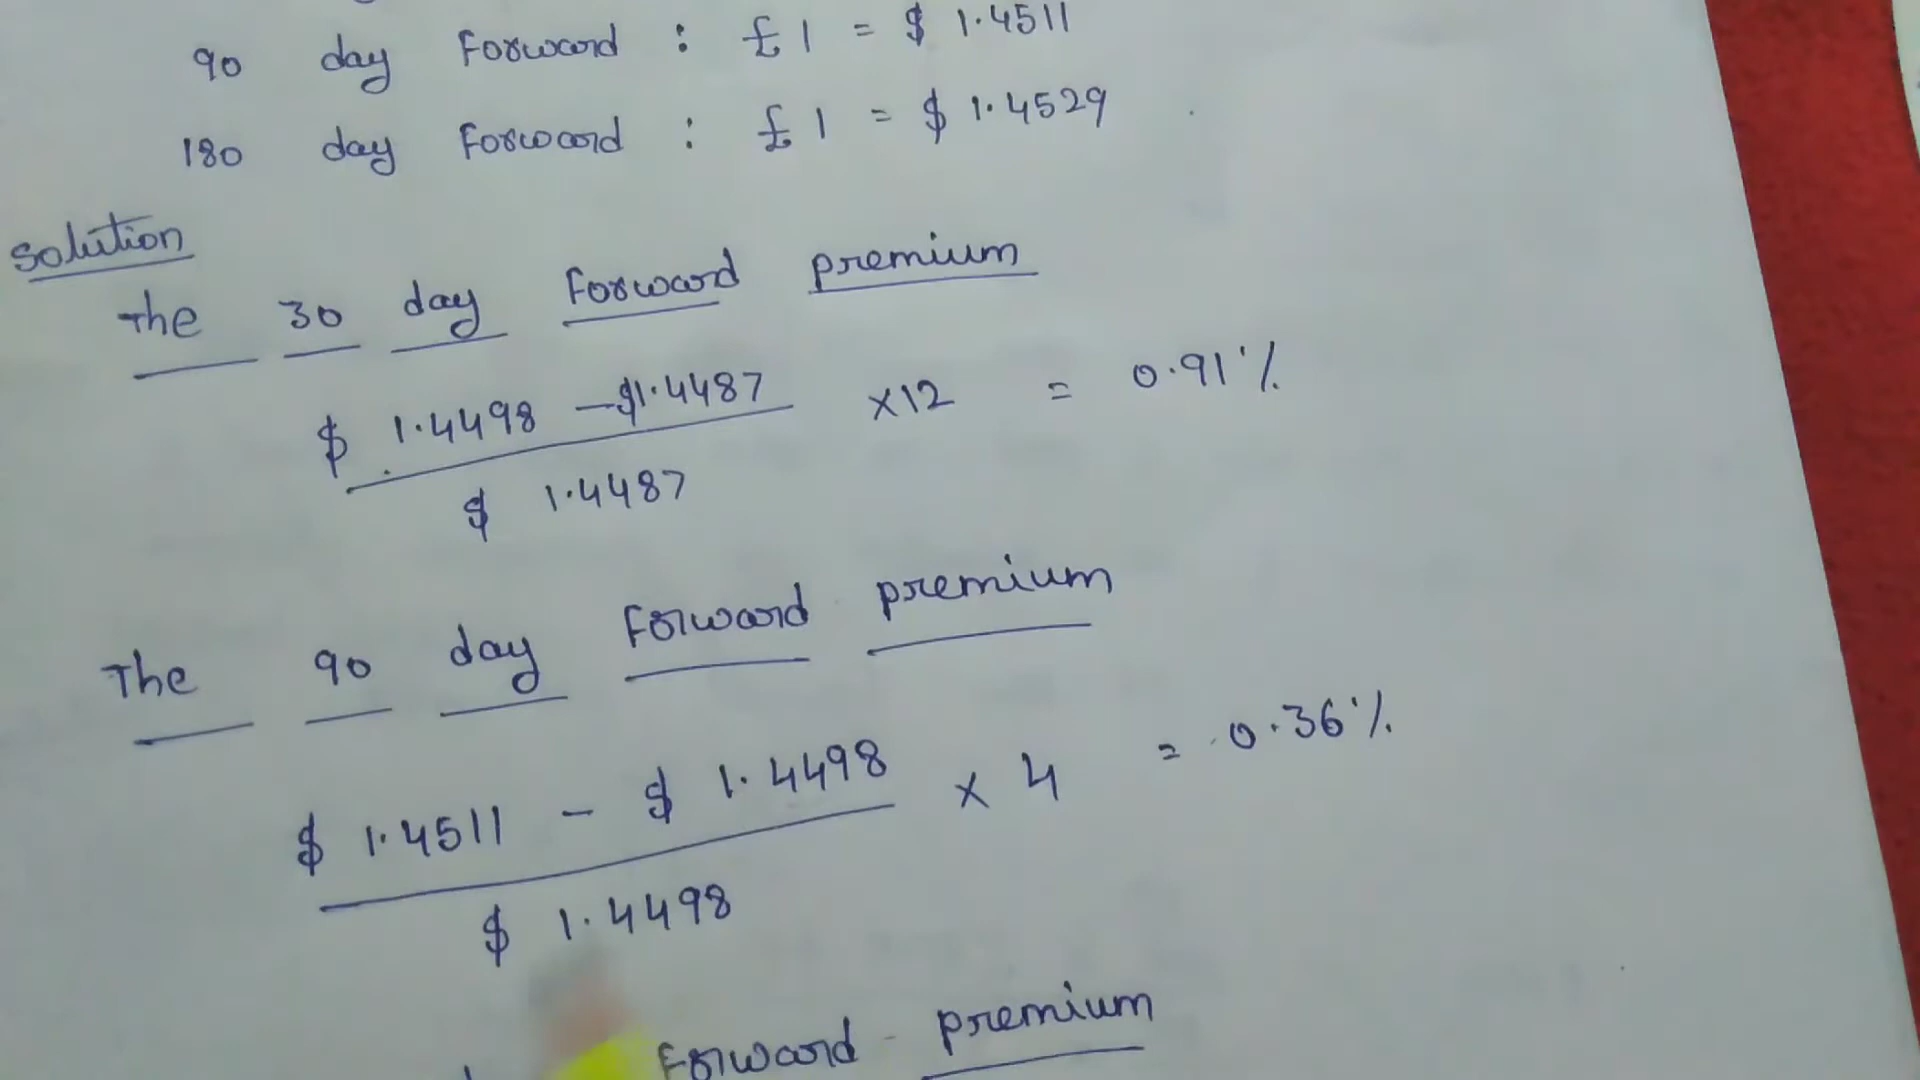 90 day Forward : £1 = $ 1.4511
180 day Forward : £1 = $ 1.4529
Solution
The 30 day Forward premium
$ 1.4498 - $1.4487 ×12 = 0.91%
$ 1.4487
The 90 day Forward premium
$ 1.4511 - $ 1.4498 × 4 = 0.36%
$ 1.4498
Forward premium